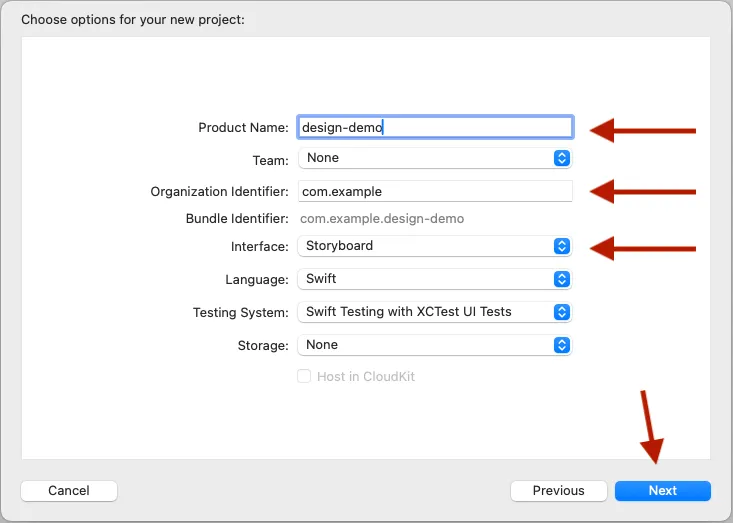 Choose options for your new project:
Product Name: design-demo
Team: None
Organization Identifier: com.example
Bundle Identifier: com.example.design-demo
Interface: Storyboard
Language: Swift
Testing System: Swift Testing with XCTest UI Tests
Storage: None
Host in CloudKit
Cancel Previous Next